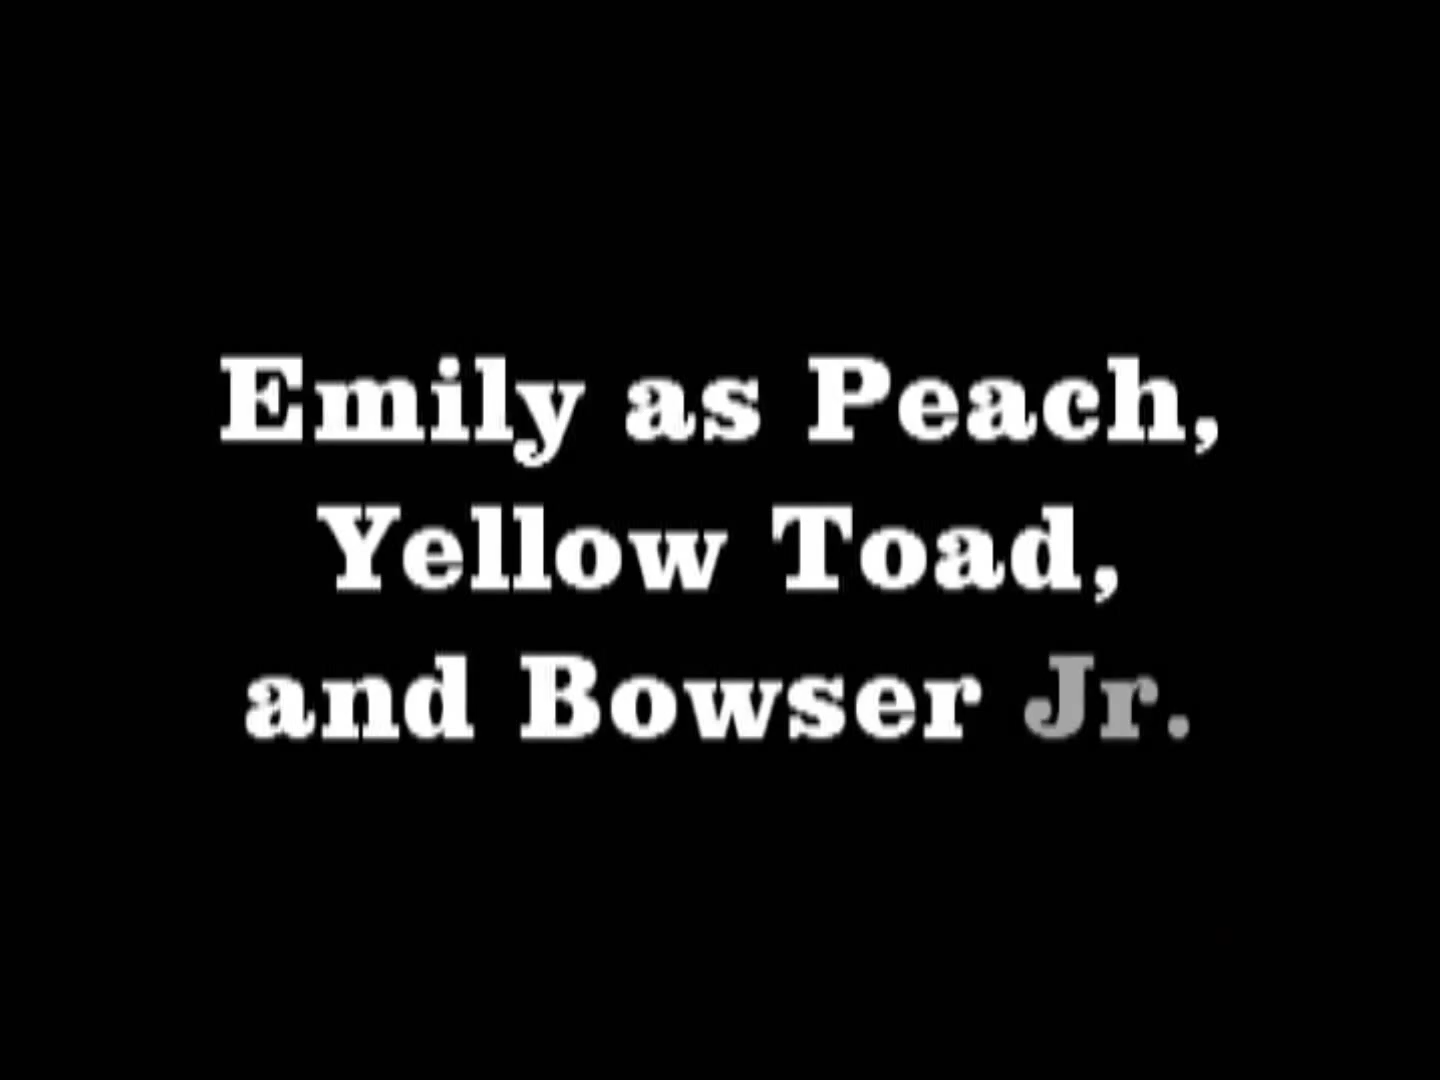 Emily as Peach,
Yellow Toad,
and Bowser Jr.